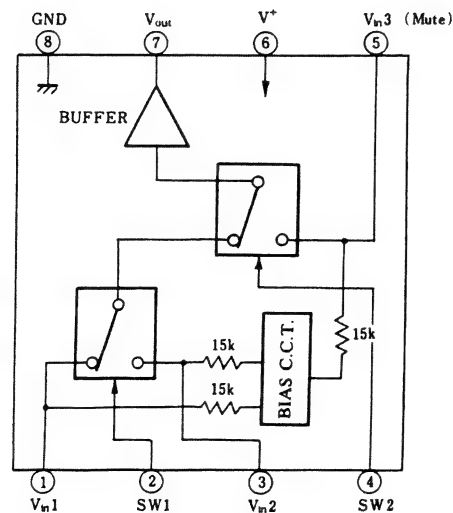 GND Vout V+ Vin3 (Mute)
8 7 6 5
BUFFER
15k
15k
15k
BIAS C.C.T.
1 2 3 4
Vin1 SW1 Vin2 SW2